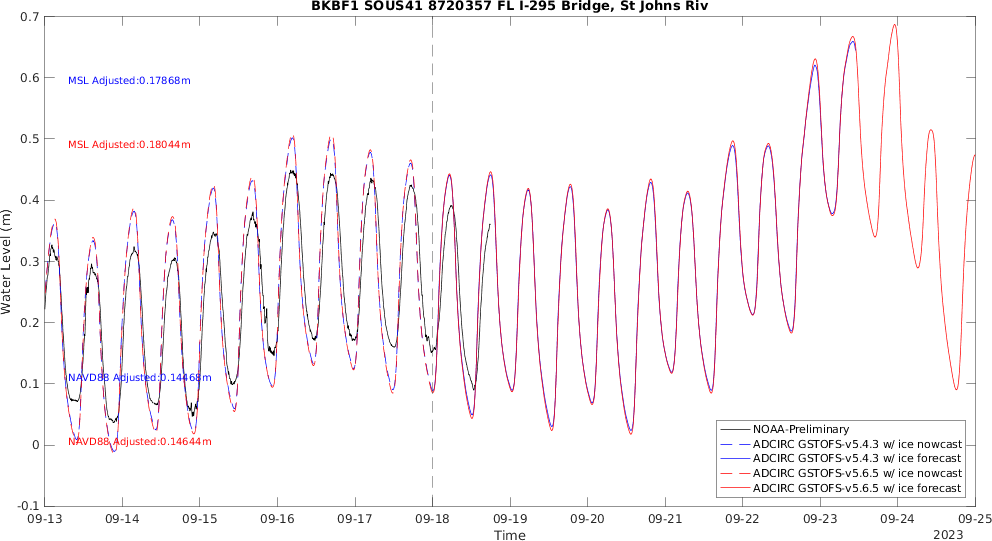 BKBF1 SOUS41 8720357 FL I-295 Bridge, St Johns Riv
0.7
0.6
0.5
0.4
0.3
0.2
0.1
0
-0.1
Water Level (m)
MSL Adjusted:0.17868m
MSL Adjusted:0.18044m
NAVD88 Adjusted:0.14468m
NAVD88 Adjusted:0.14644m
NOAA-Preliminary
ADCIRC GSTOFS-v5.4.3 w/ ice nowcast
ADCIRC GSTOFS-v5.4.3 w/ ice forecast
ADCIRC GSTOFS-v5.6.5 w/ ice nowcast
ADCIRC GSTOFS-v5.6.5 w/ ice forecast
09-13 09-14 09-15 09-16 09-17 09-18 09-19 09-20 09-21 09-22 09-23 09-24 09-25
Time
2023